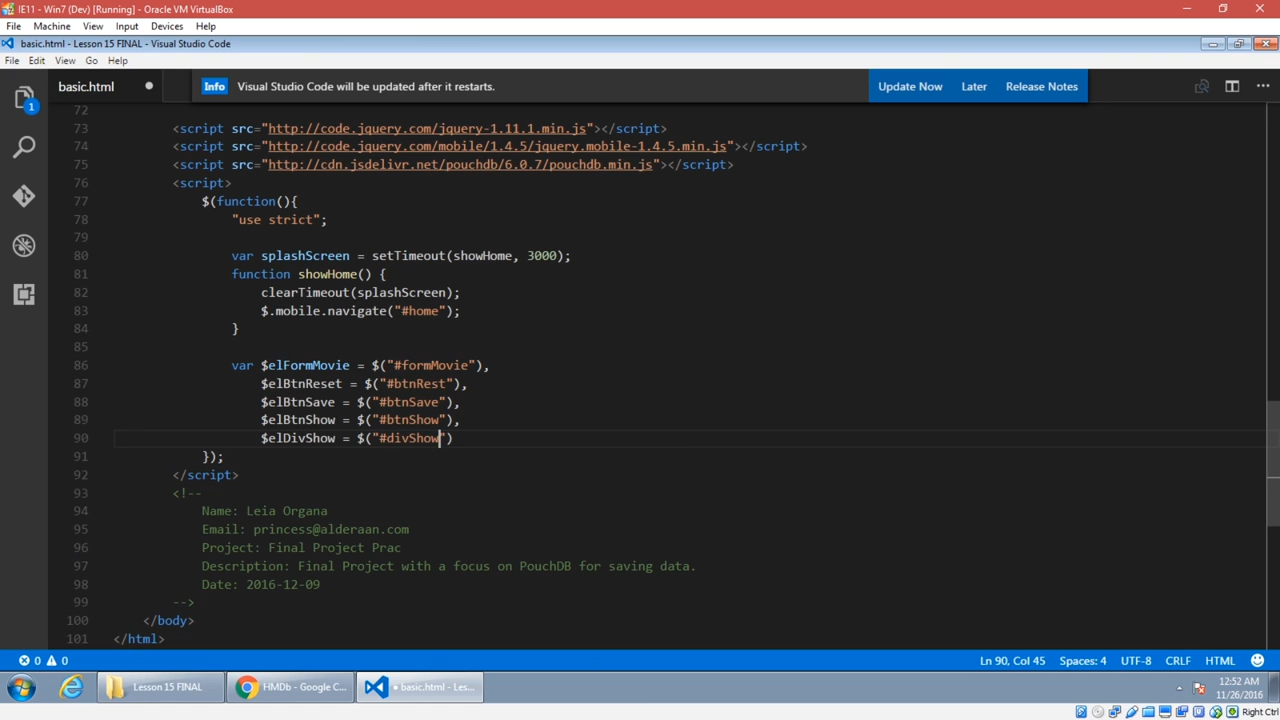 IE11 - Win7 (Dev) [Running] - Oracle VM VirtualBox
File Machine View Input Devices Help
basic.html - Lesson 15 FINAL - Visual Studio Code
File Edit View Go Help
basic.html
Info Visual Studio Code will be updated after it restarts. Update Now Later Release Notes
72
73 <script src="http://code.jquery.com/jquery-1.11.1.min.js"></script>
74 <script src="http://code.jquery.com/mobile/1.4.5/jquery.mobile-1.4.5.min.js"></script>
75 <script src="http://cdn.jsdelivr.net/pouchdb/6.0.7/pouchdb.min.js"></script>
76 <script>
77 $(function(){
78 "use strict";
79
80 var splashScreen = setTimeout(showHome, 3000);
81 function showHome() {
82 clearTimeout(splashScreen);
83 $.mobile.navigate("#home");
84 }
85
86 var $elFormMovie = $("#formMovie"),
87 $elBtnReset = $("#btnRest"),
88 $elBtnSave = $("#btnSave"),
89 $elBtnShow = $("#btnShow"),
90 $elDivShow = $("#divShow")
91 });
92 </script>
93 <!--
94 Name: Leia Organa
95 Email: princess@alderaan.com
96 Project: Final Project Prac
97 Description: Final Project with a focus on PouchDB for saving data.
98 Date: 2016-12-09
99 -->
100 </body>
101 </html>
1
0 0 Ln 90, Col 45 Spaces: 4 UTF-8 CRLF HTML
Lesson 15 FINAL
HMDb - Google C...
• basic.html - Les...
12:52 AM
11/26/2016
Right Ctrl